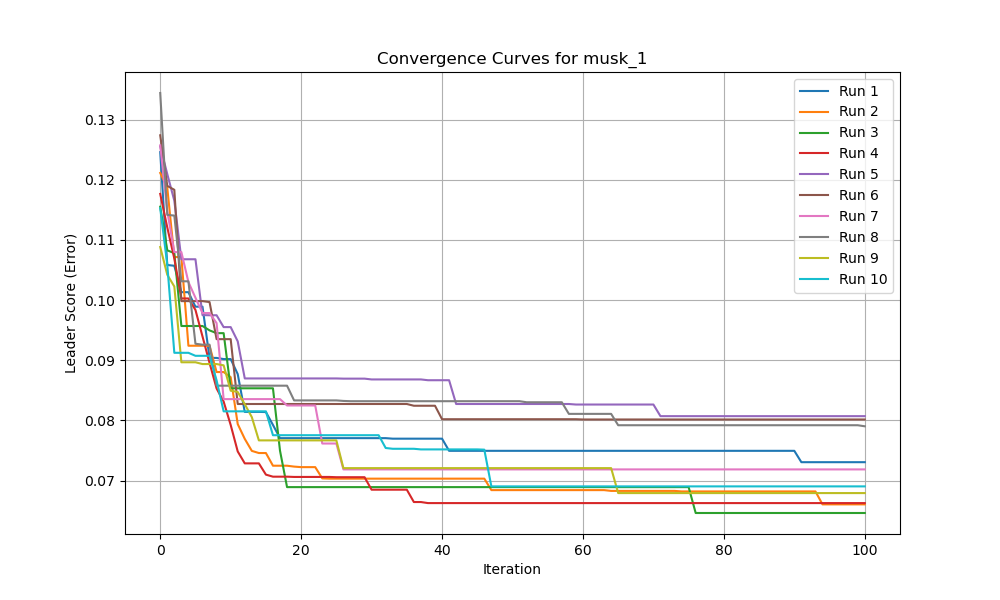 Convergence Curves for musk_1
Leader Score (Error)
0.13
0.12
0.11
0.10
0.09
0.08
0.07
0
20
40
60
80
100
Iteration
Run 1
Run 2
Run 3
Run 4
Run 5
Run 6
Run 7
Run 8
Run 9
Run 10